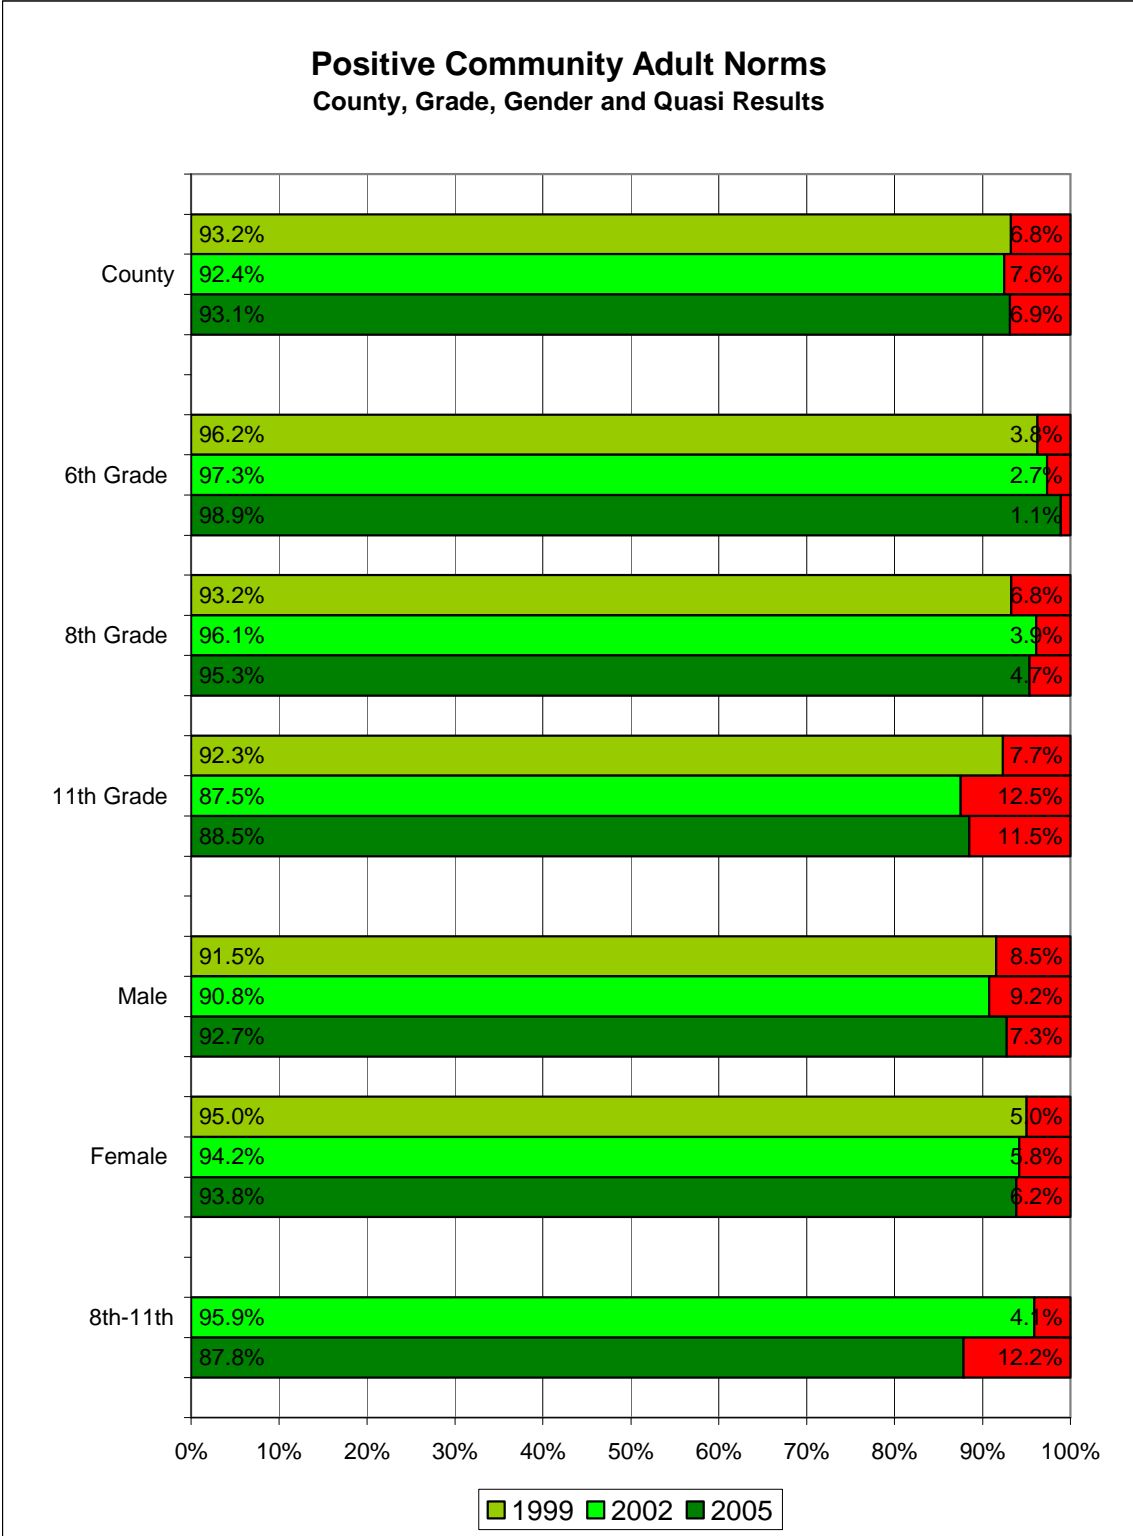 Positive Community Adult Norms
County, Grade, Gender and Quasi Results
93.2% 6.8%
County 92.4% 7.6%
93.1% 6.9%
96.2% 3.8%
6th Grade 97.3% 2.7%
98.9% 1.1%
93.2% 6.8%
8th Grade 96.1% 3.9%
95.3% 4.7%
92.3% 7.7%
11th Grade 87.5% 12.5%
88.5% 11.5%
91.5% 8.5%
Male 90.8% 9.2%
92.7% 7.3%
95.0% 5.0%
Female 94.2% 5.8%
93.8% 6.2%
8th-11th 95.9% 4.1%
87.8% 12.2%
0% 10% 20% 30% 40% 50% 60% 70% 80% 90% 100%
1999 2002 2005